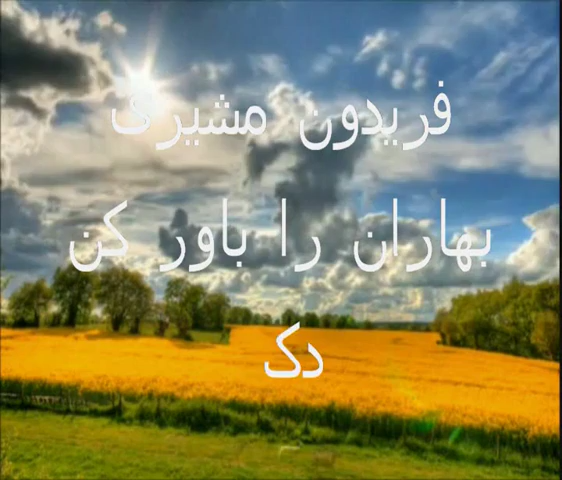 فریدون مشیری
بهاران را باور کن
دک